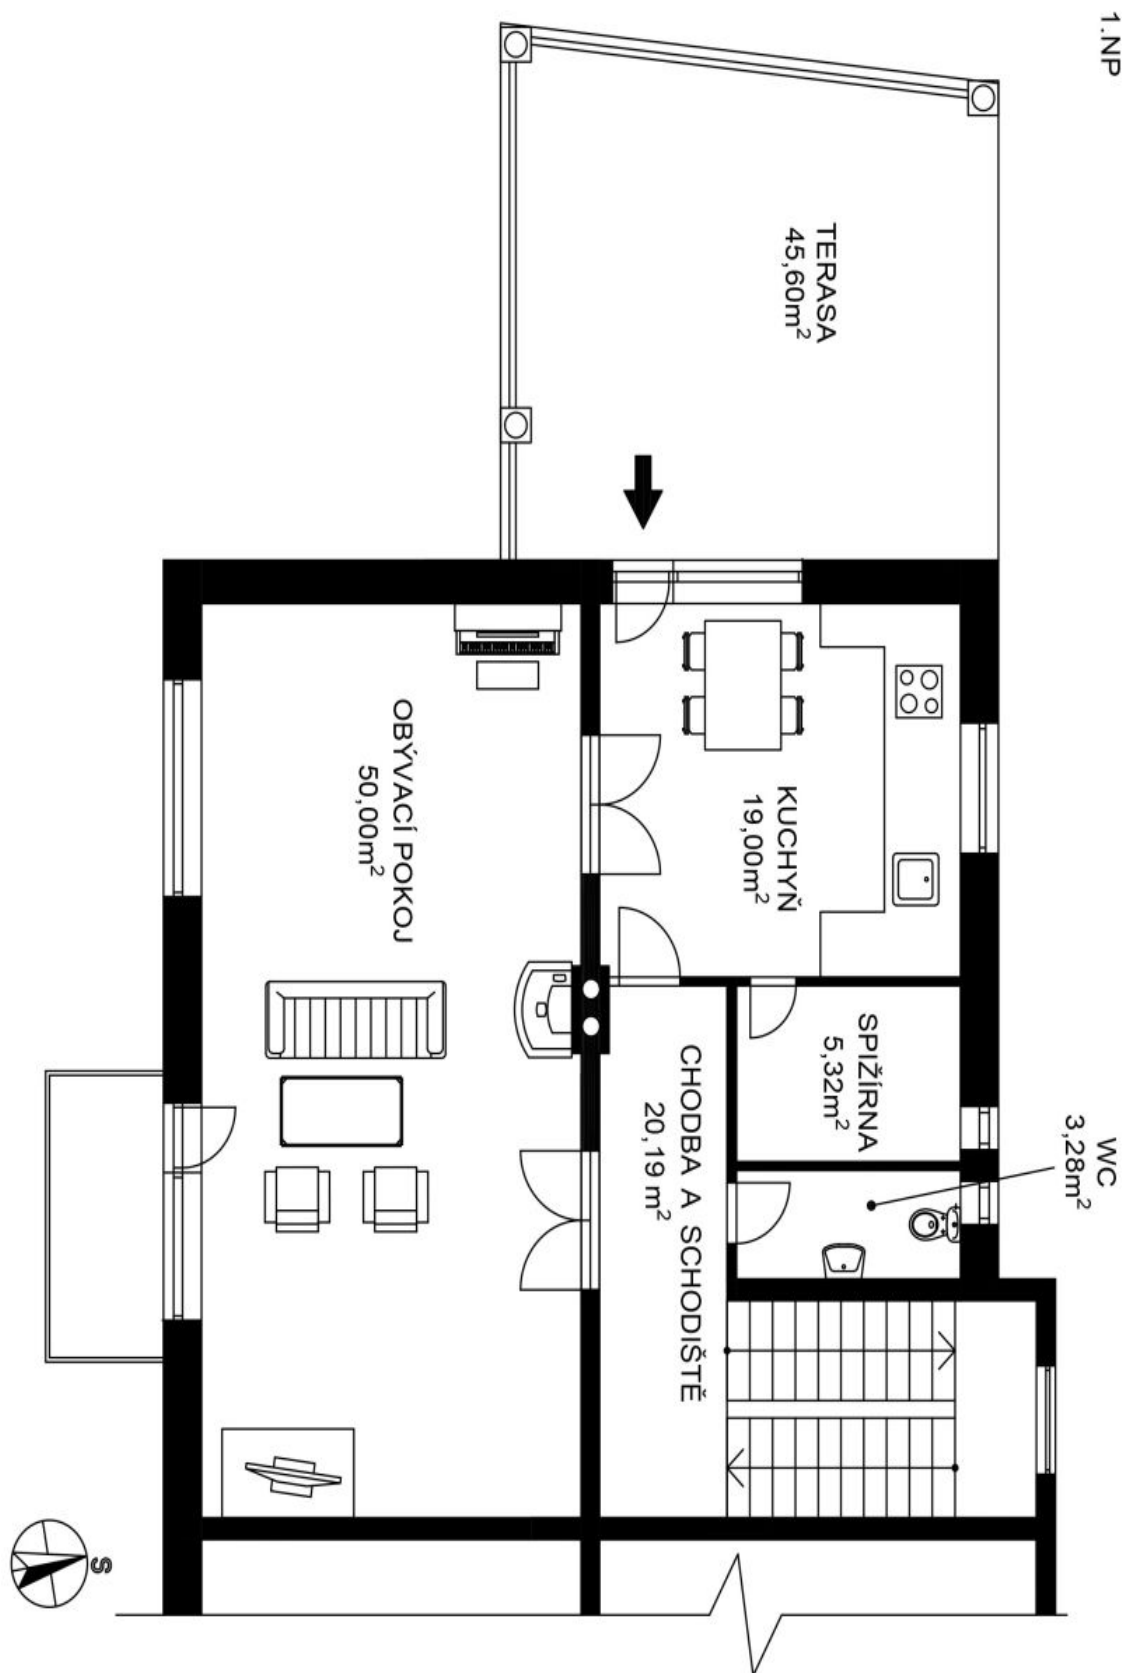 1.NP
TERASA
45,60m²
KUCHYŇ
19,00m²
OBÝVACÍ POKOJ
50,00m²
SPIŽÍRNA
5,32m²
WC
3,28m²
CHODBA A SCHODIŠTĚ
20,19 m²
S